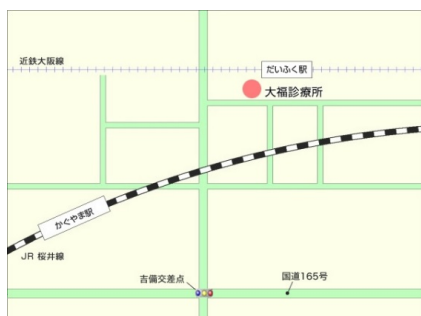 近鉄大阪線
だいふく駅
大福診療所
かぐやま駅
JR 桜井線
吉備交差点
国道165号